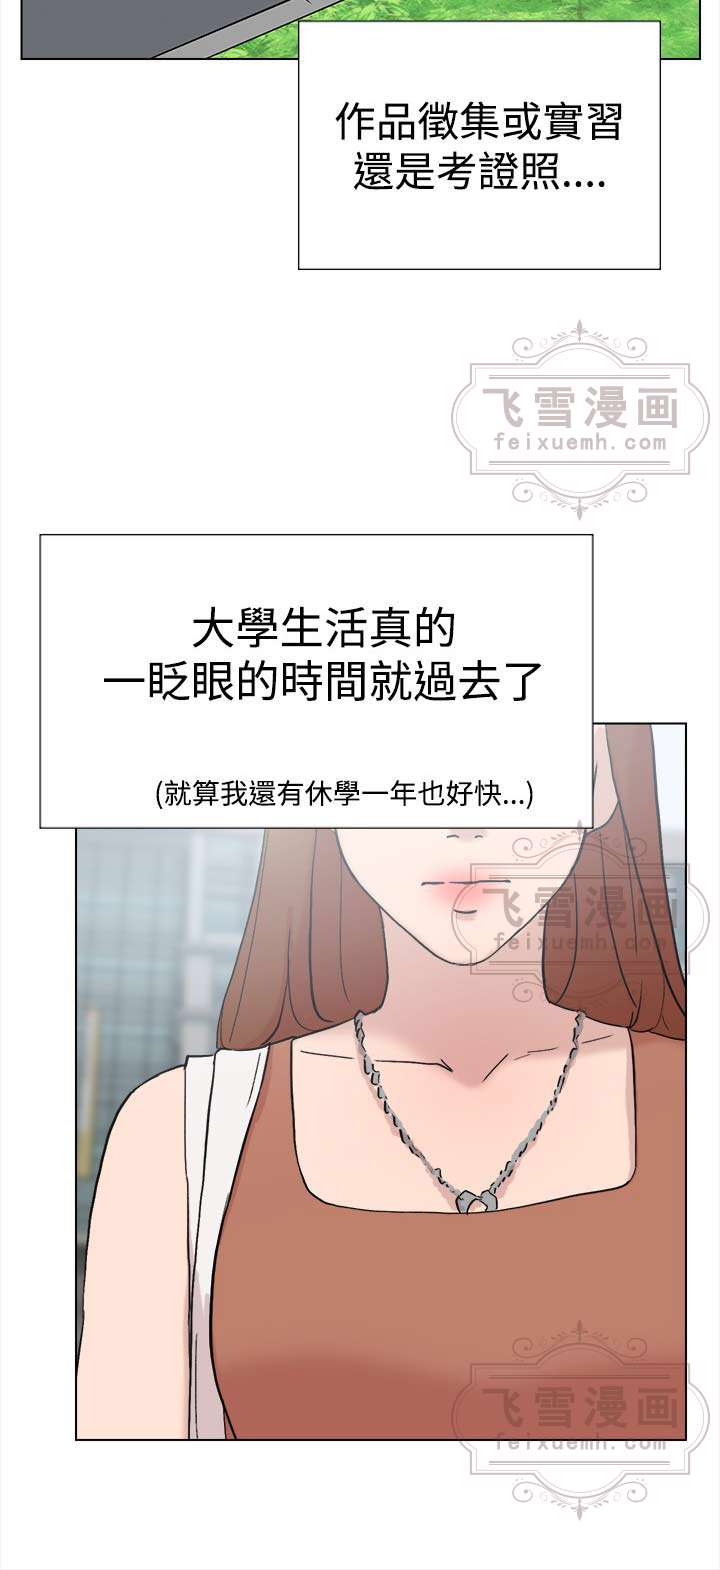 作品徵集或實習
還是考證照....
飞雪漫画
feixuemh.com
大學生活真的
一眨眼的時間就過去了
(就算我還有休學一年也好快...)
飞雪漫画
feixuemh.com
飞雪漫画
feixuemh.com